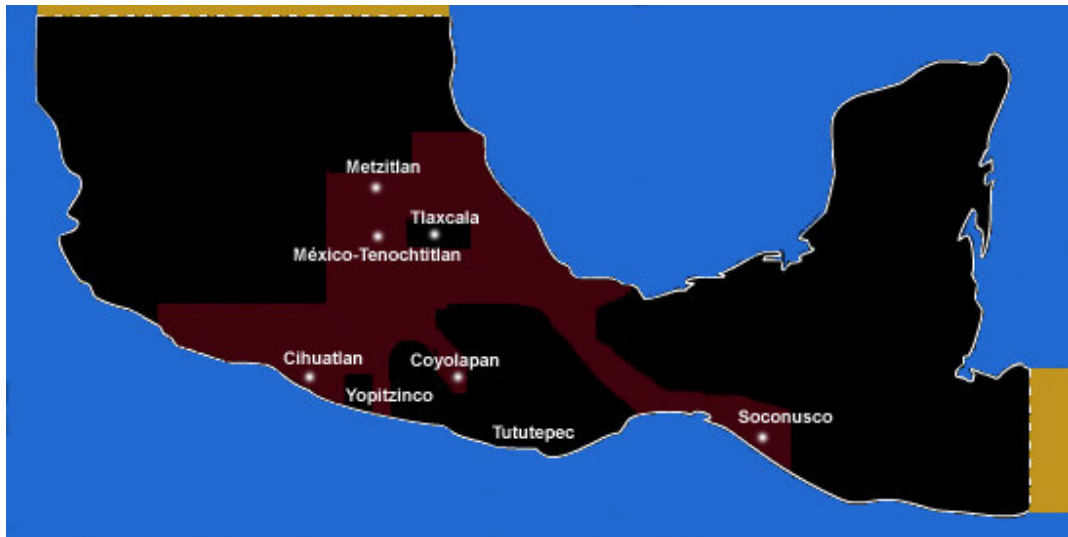 Metzitlan
Tlaxcala
México-Tenochtitlan
Cihuatlan
Coyolapan
Yopitzinco
Soconusco
Tututepec